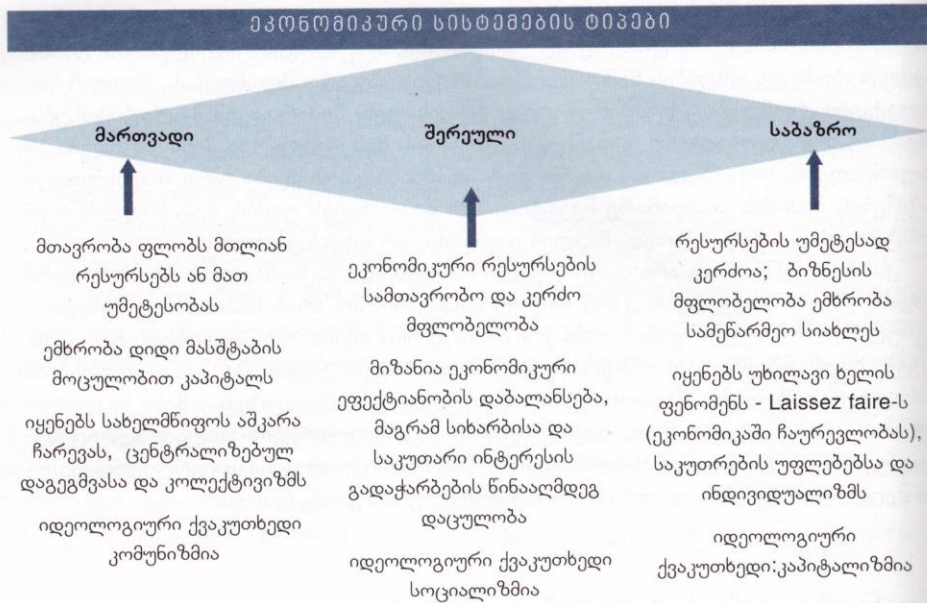 ეკონომიკური სისტემების ტიპები
მართვადი
შერეული
საბაზრო
მთავრობა ფლობს მთლიან
რესურსებს ან მათ
უმეტესობას
ემხრობა დიდი მასშტაბის
მოცულობით კაპიტალს
იყენებს სახელმწიფოს აშკარა
ჩარევას, ცენტრალიზებულ
დაგეგმვასა და კოლექტივიზმს
იდეოლოგიური ქვაკუთხედი
კომუნიზმია
ეკონომიკური რესურსების
სამთავრობო და კერძო
მფლობელობა
მიზანია ეკონომიკური
ეფექტიანობის დაბალანსება,
მაგრამ სიხარბისა და
საკუთარი ინტერესის
გადაჭარბების წინააღმდეგ
დაცულობა
იდეოლოგიური ქვაკუთხედი
სოციალიზმია
რესურსების უმეტესად
კერძოა; ბიზნესის
მფლობელობა ემხრობა
სამეწარმეო სიახლეს
იყენებს უხილავი ხელის
ფენომენს - Laissez faire-ს
(ეკონომიკაში ჩაურევლობას),
საკუთრების უფლებებსა და
ინდივიდუალიზმს
იდეოლოგიური
ქვაკუთხედი:კაპიტალიზმია